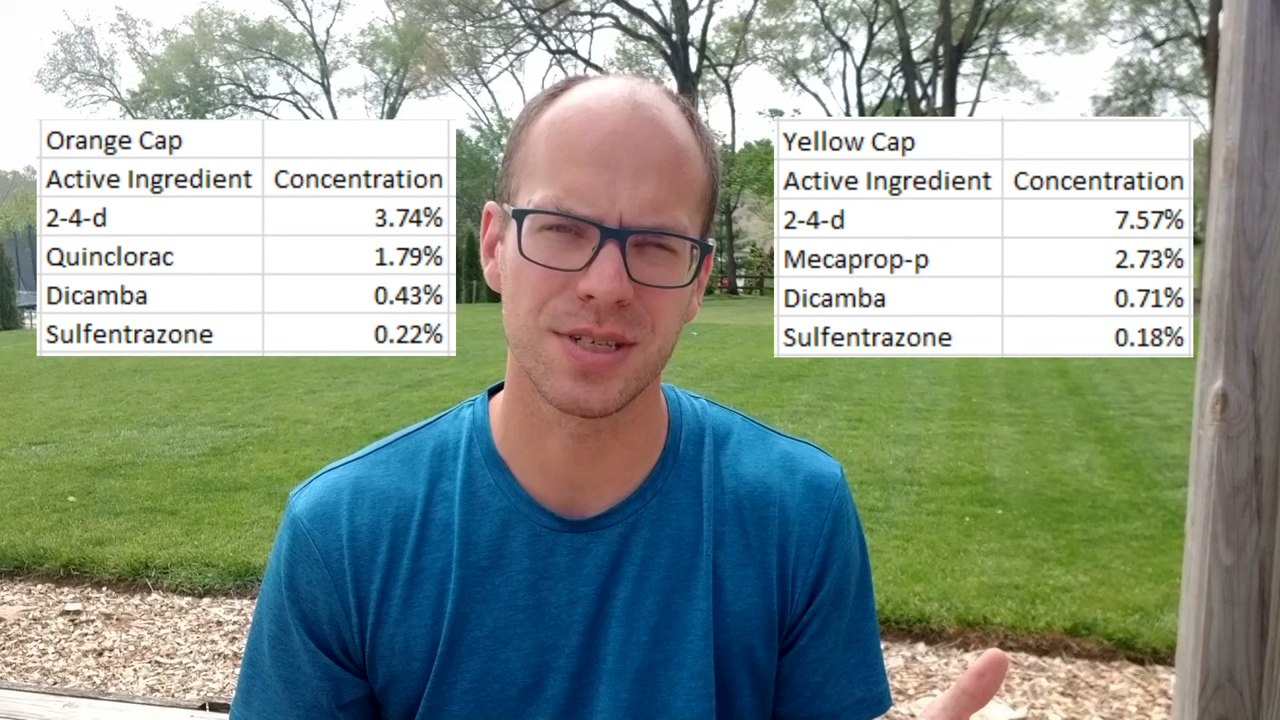 Orange Cap
Active Ingredient Concentration
2-4-d 3.74%
Quinclorac 1.79%
Dicamba 0.43%
Sulfentrazone 0.22%
Yellow Cap
Active Ingredient Concentration
2-4-d 7.57%
Mecaprop-p 2.73%
Dicamba 0.71%
Sulfentrazone 0.18%